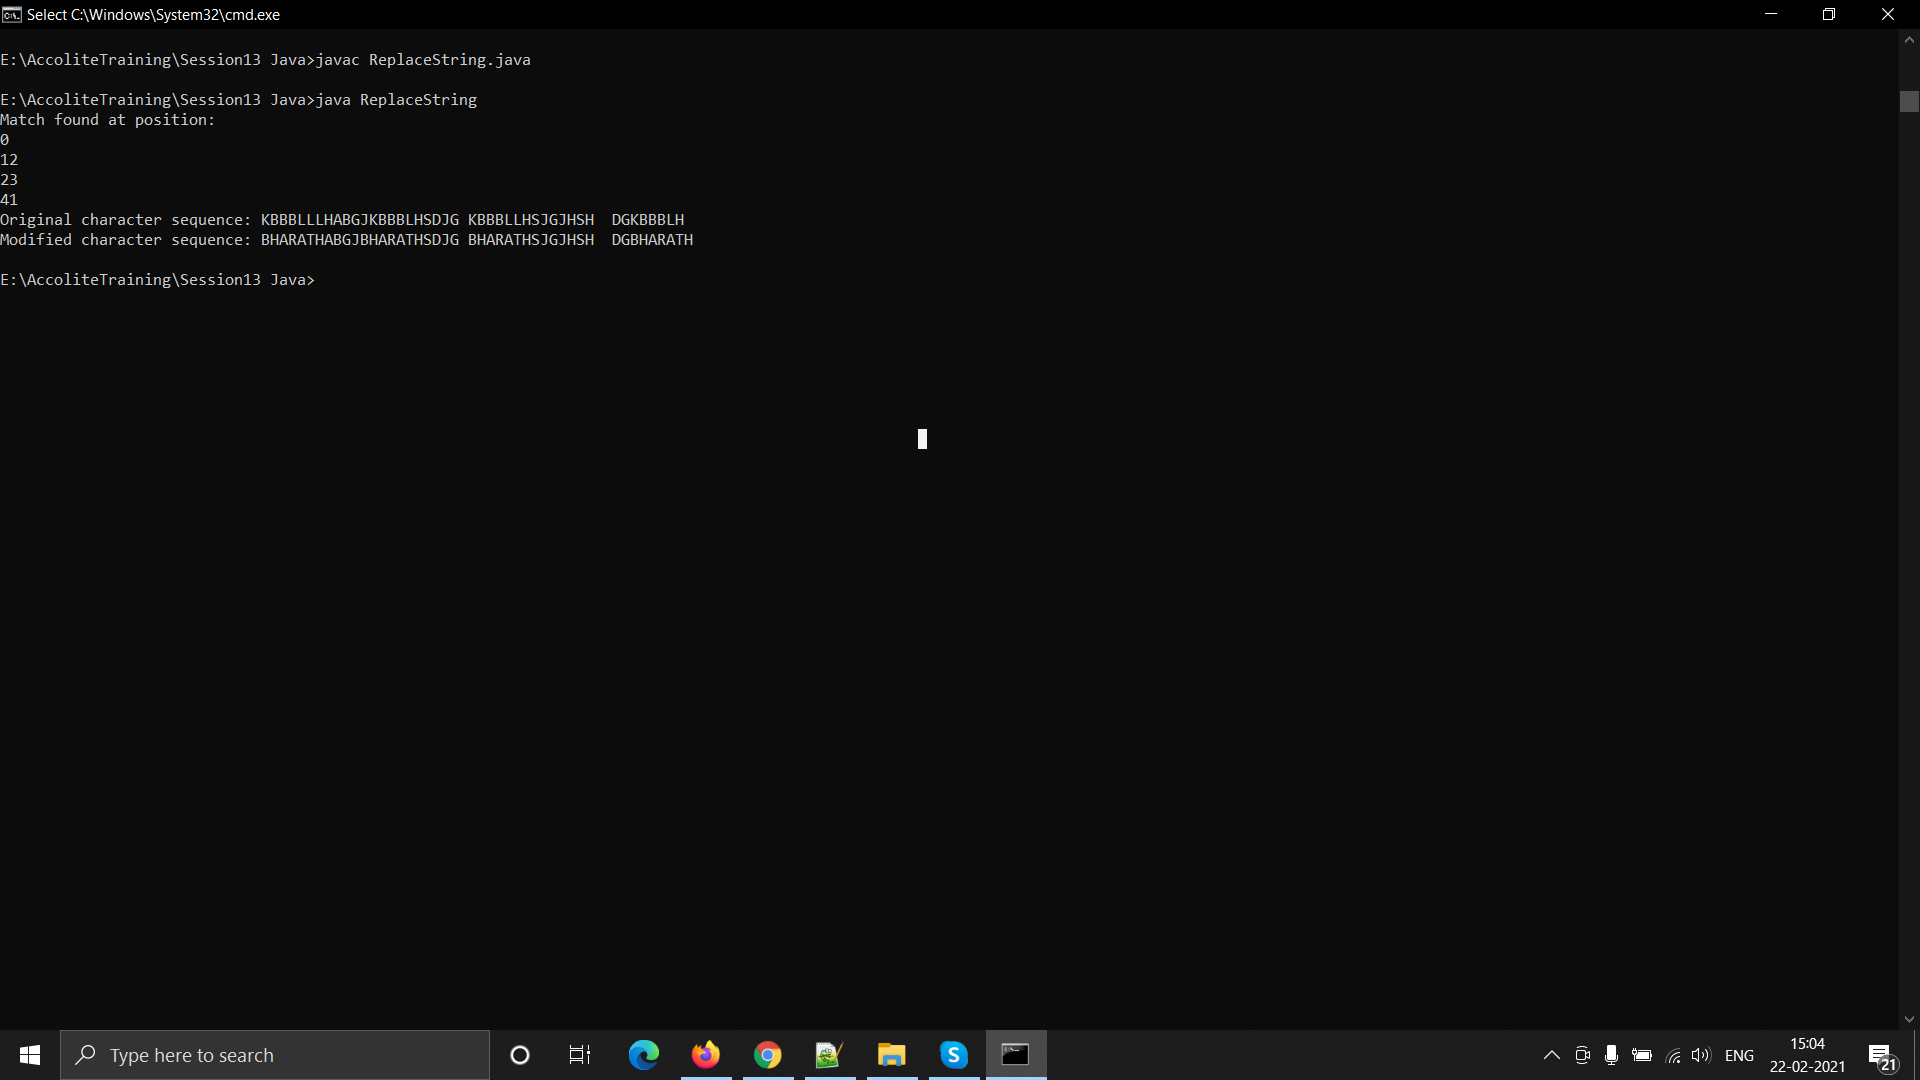 Select C:\Windows\System32\cmd.exe
E:\AccoliteTraining\Session13 Java>javac ReplaceString.java
E:\AccoliteTraining\Session13 Java>java ReplaceString
Match found at position:
0
12
23
41
Original character sequence: KBBBLLLHABGJKBBBLHSDJG KBBBLLHSJGJHSH  DGKBBBLH
Modified character sequence: BHARATHABGJBHARATHSDJG BHARATHSJGJHSH  DGBHARATH
E:\AccoliteTraining\Session13 Java>
Type here to search
ENG
15:04
22-02-2021
21